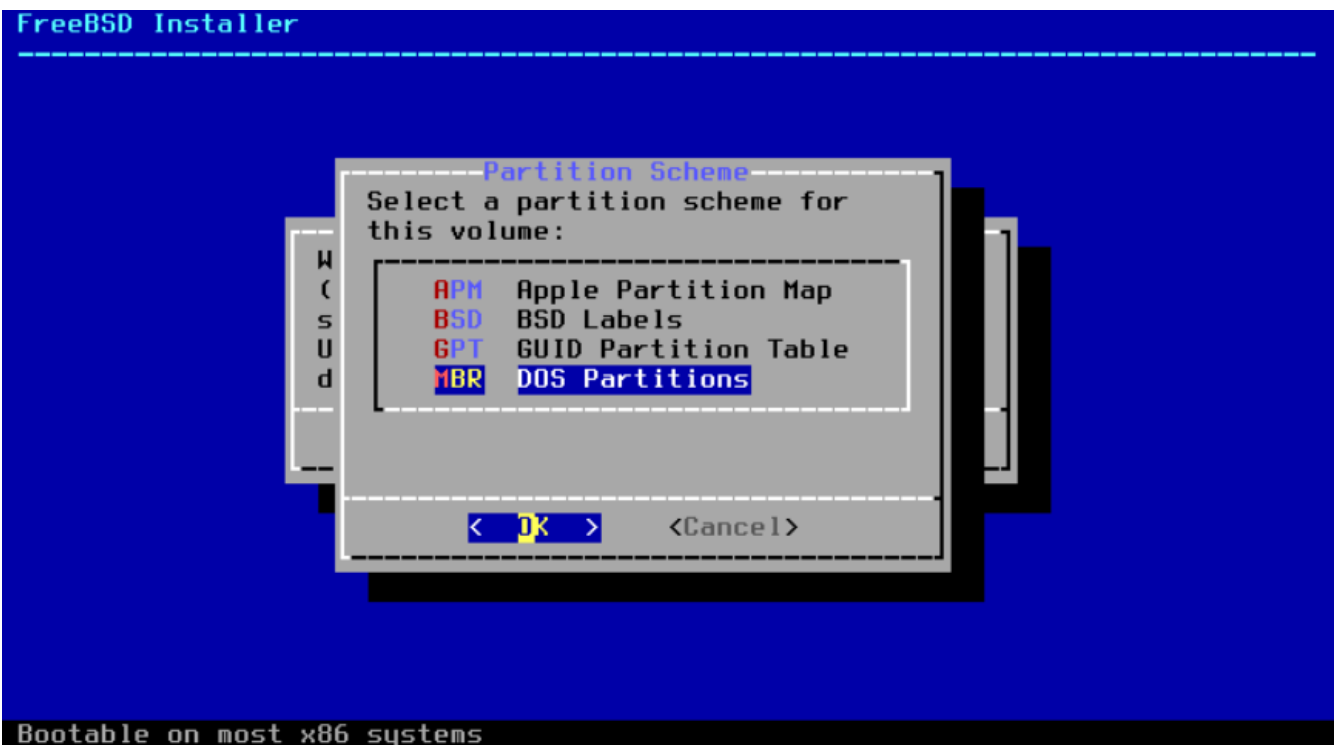 FreeBSD Installer
Partition Scheme
Select a partition scheme for
this volume:
W
(
s
U
d
APM Apple Partition Map
BSD BSD Labels
GPT GUID Partition Table
MBR DOS Partitions
< OK > <Cancel>
Bootable on most x86 systems